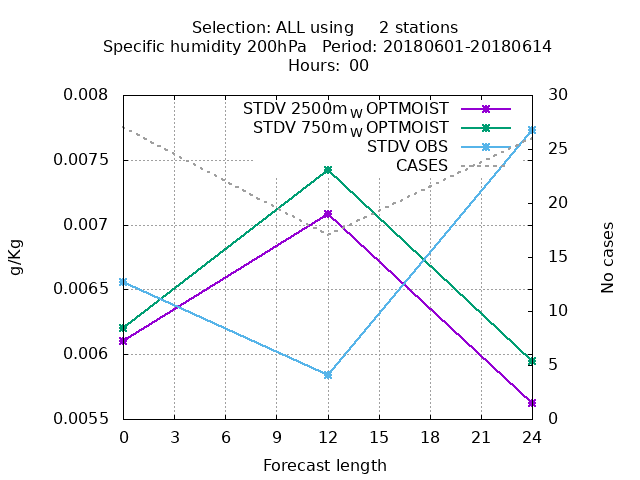 Selection: ALL using     2 stations
Specific humidity 200hPa   Period: 20180601-20180614
Hours: 00
0.008
0.0075
0.007
0.0065
0.006
0.0055
g/Kg
STDV 2500m_W OPTMOIST
STDV 750m_W OPTMOIST
STDV OBS
CASES
30
25
20
15
10
5
0
No cases
0 3 6 9 12 15 18 21 24
Forecast length